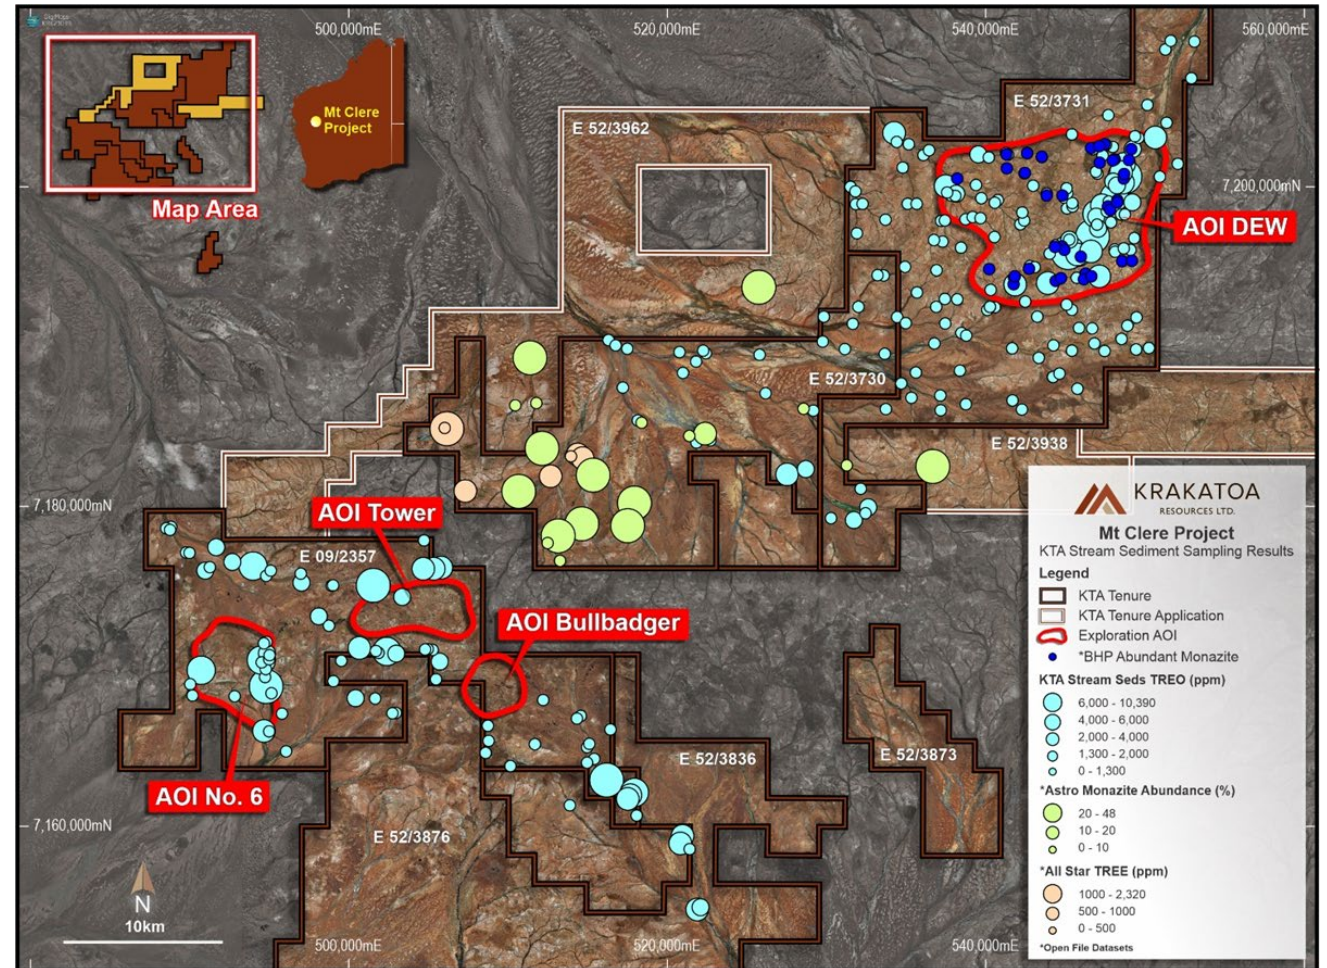 500,000mE
520,000mE
540,000mE
560,000mE
Map Area
Mt Clere
Project
E 52/3962
E 52/3731
7,200,000mN
AOI DEW
E 52/3730
E 52/3938
7,180,000mN
AOI Tower
E 09/2357
AOI Bullbadger
AOI No. 6
E 52/3836
E 52/3873
7,160,000mN
E 52/3876
N
10km
500,000mE
520,000mE
540,000mE
KRAKATOA
RESOURCES LTD.
Mt Clere Project
KTA Stream Sediment Sampling Results
Legend
KTA Tenure
KTA Tenure Application
Exploration AOI
*BHP Abundant Monazite
KTA Stream Seds TREO (ppm)
6,000 - 10,390
4,000 - 6,000
2,000 - 4,000
1,300 - 2,000
0 - 1,300
*Astro Monazite Abundance (%)
20 - 48
10 - 20
0 - 10
*All Star TREE (ppm)
1000 - 2,320
500 - 1000
0 - 500
*Open File Datasets